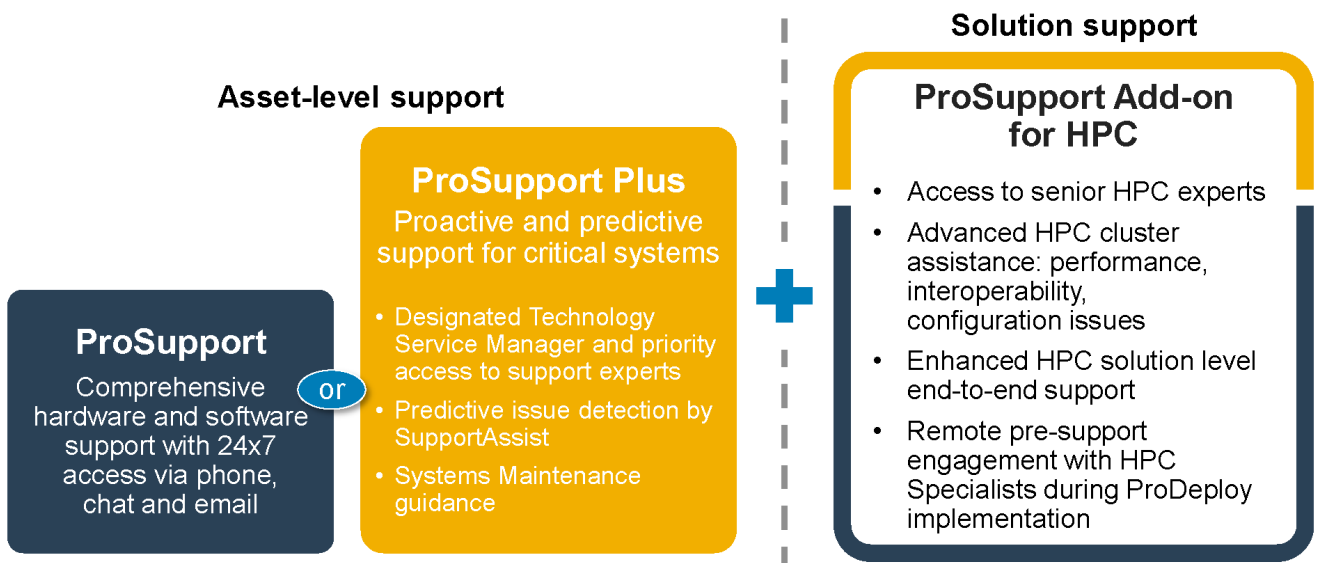 Asset-level support
ProSupport
Comprehensive
hardware and software
support with 24x7
access via phone,
chat and email
or
ProSupport Plus
Proactive and predictive
support for critical systems
• Designated Technology
Service Manager and priority
access to support experts
• Predictive issue detection by
SupportAssist
• Systems Maintenance
guidance
Solution support
ProSupport Add-on
for HPC
• Access to senior HPC experts
• Advanced HPC cluster
assistance: performance,
interoperability,
configuration issues
• Enhanced HPC solution level
end-to-end support
• Remote pre-support
engagement with HPC
Specialists during ProDeploy
implementation